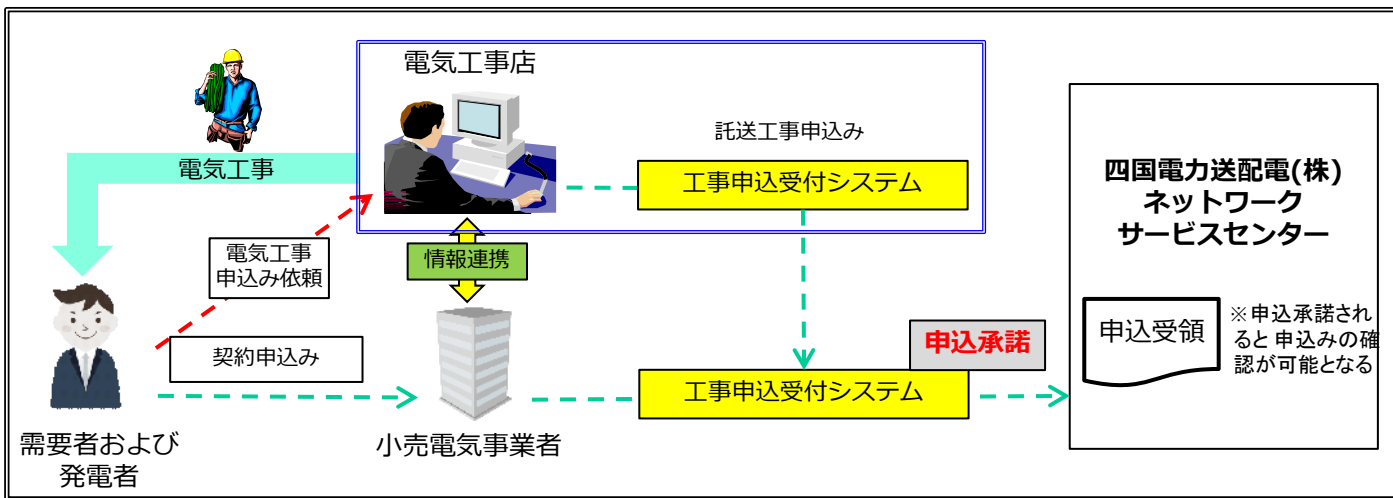 電気工事店
託送工事申込み
電気工事
工事申込受付システム
四国電力送配電(株)
ネットワーク
サービスセンター
電気工事
申込み依頼
情報連携
契約申込み
申込承諾
工事申込受付システム
申込受領
※申込承諾され
ると申込みの確
認が可能となる
需要者および
発電者
小売電気事業者